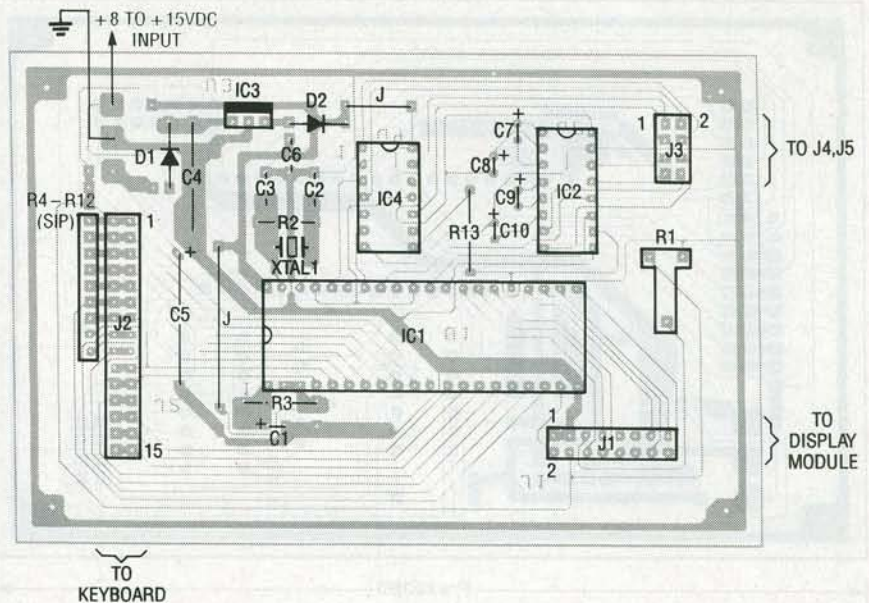 +8 TO +15VDC
INPUT
IC3
D2
J
D1
C4
C6
C3
C2
R2
XTAL1
IC4
C7
C8
C9
C10
R13
IC2
1
2
J3
TO J4,J5
R1
R4–R12
(SIP)
1
J2
15
C5
J
IC1
R3
C1
1
2
J1
TO
DISPLAY
MODULE
TO
KEYBOARD